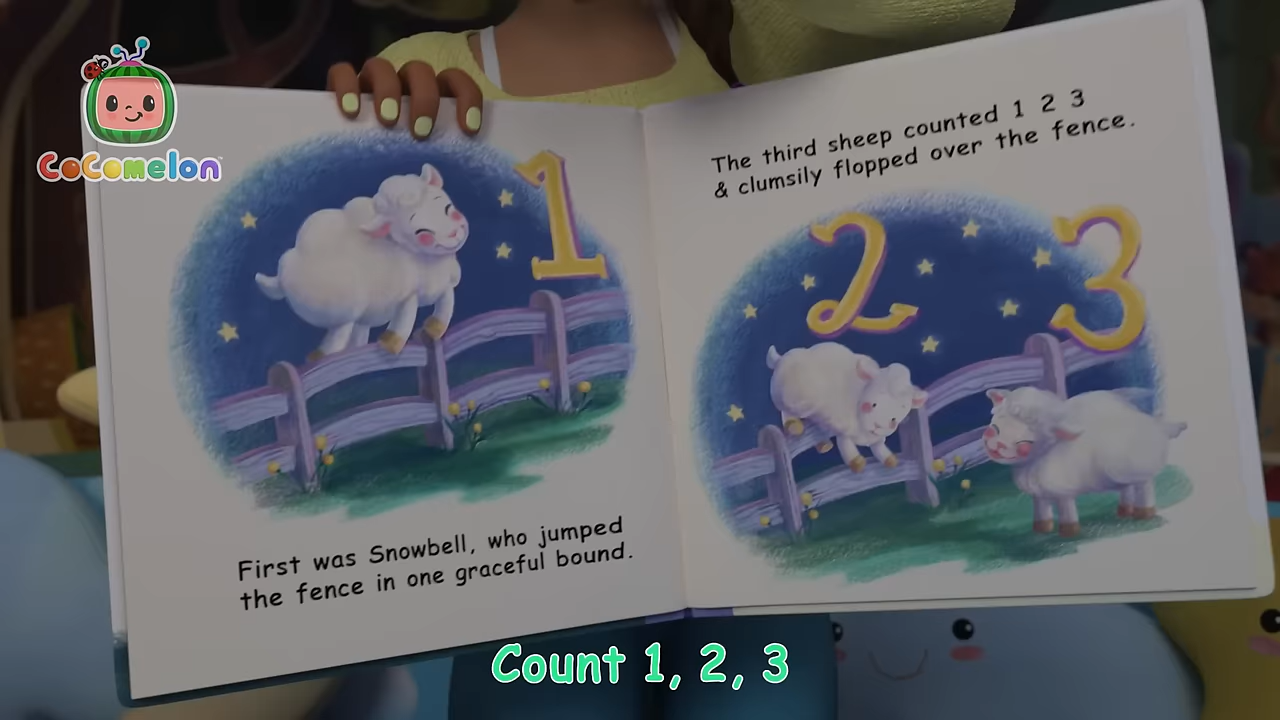 CoComelon
1
First was Snowbell, who jumped
the fence in one graceful bound.
The third sheep counted 1 2 3
& clumsily flopped over the fence.
2 3
Count 1, 2, 3